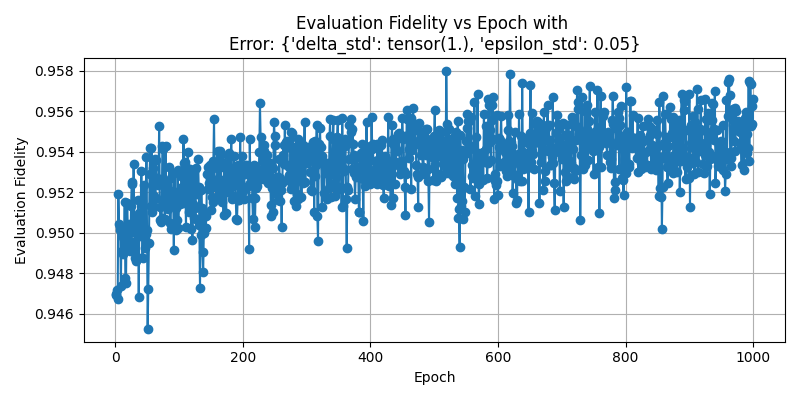 Evaluation Fidelity vs Epoch with
Error: {'delta_std': tensor(1.), 'epsilon_std': 0.05}
0.958
0.956
0.954
0.952
0.950
0.948
0.946
Evaluation Fidelity
0 200 400 600 800 1000
Epoch